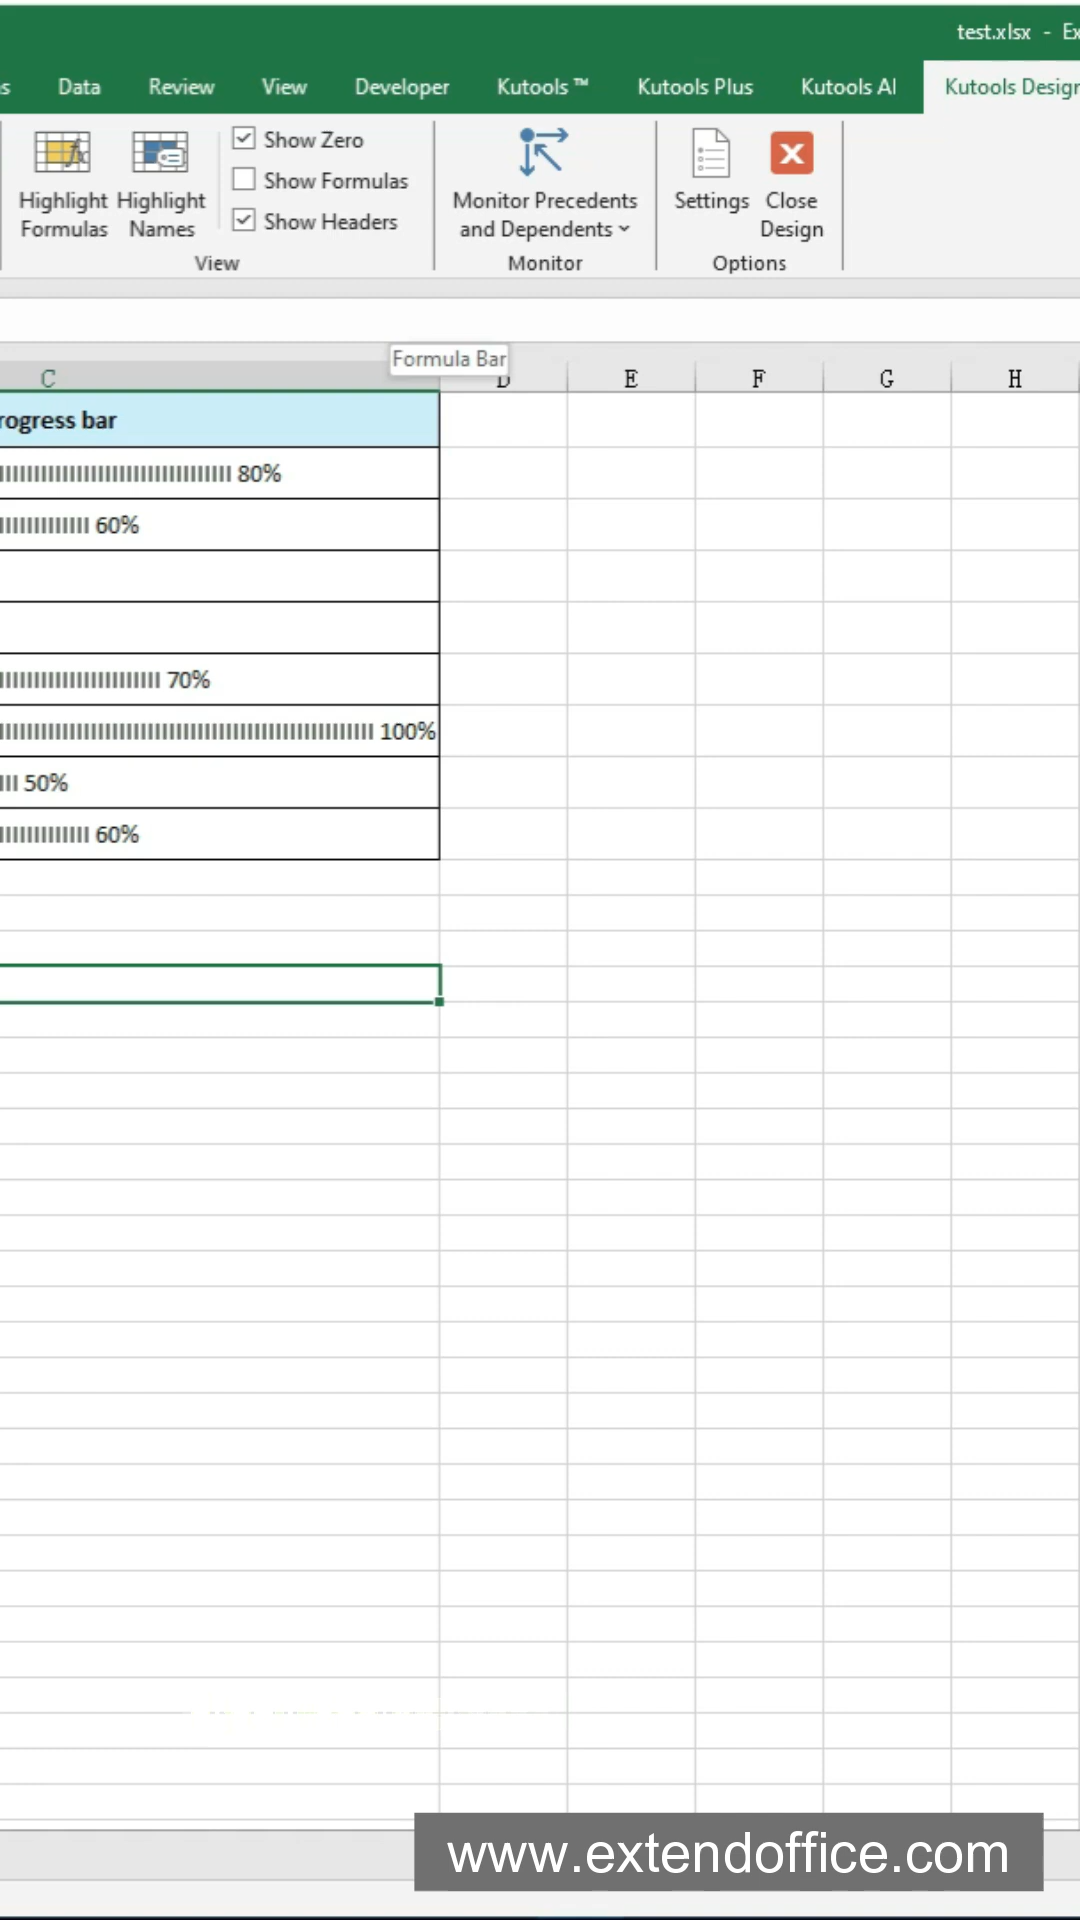 test.xlsx - Ex
s Data Review View Developer Kutools ™ Kutools Plus Kutools AI Kutools Design
Highlight Formulas
Highlight Names
Show Zero
Show Formulas
Show Headers
View
Monitor Precedents and Dependents
Monitor
Settings
Close Design
Options
Formula Bar
C D E F G H
rogress bar
80%
60%
70%
100%
50%
60%
www.extendoffice.com